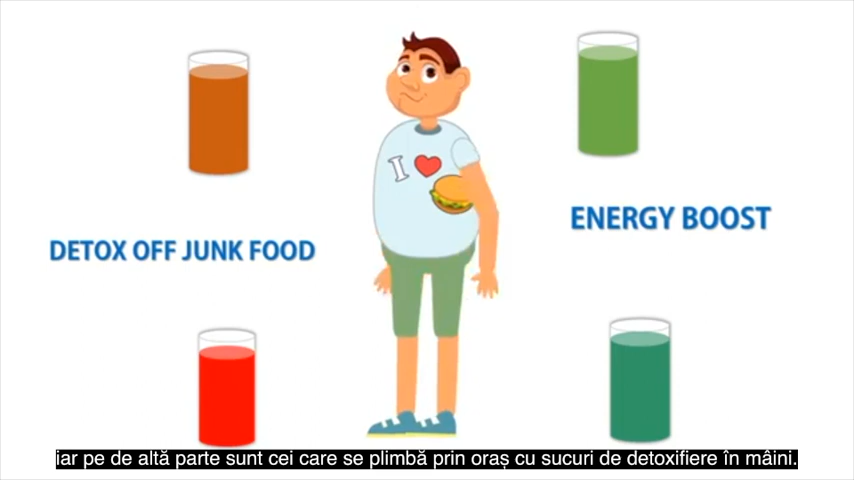 I
DETOX OFF JUNK FOOD
ENERGY BOOST
iar pe de altă parte sunt cei care se plimbă prin oraș cu sucuri de detoxifiere în mâini.